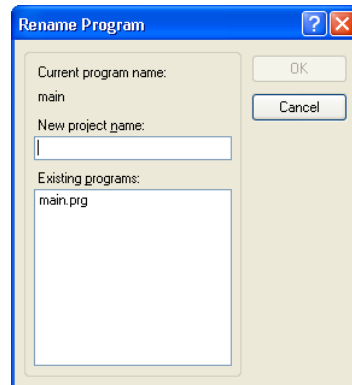 Rename Program
?
Current program name:
OK
main
Cancel
New project name:
Existing programs:
main.prg